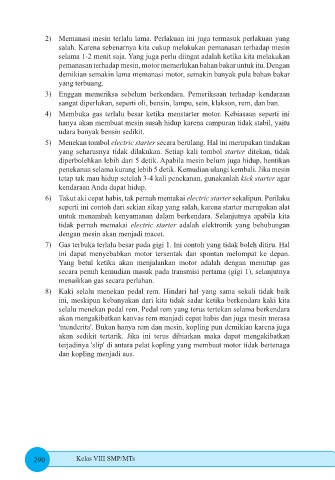 2) Memanasi mesin terlalu lama. Perlakuan ini juga termasuk perlakuan yang
salah. Karena sebenarnya kita cukup melakukan pemanasan terhadap mesin
selama 1-2 menit saja. Yang juga perlu diingat adalah ketika kita melakukan
pemanasan terhadap mesin, motor memerlukan bahan bakar untuk itu. Dengan
demikian semakin lama memanasi motor, semakin banyak pula bahan bakar
yang terbuang.
3) Enggan memeriksa sebelum berkendara. Pemeriksaan terhadap kendaraan
sangat diperlukan, seperti oli, bensin, lampu, sein, klakson, rem, dan ban.
4) Membuka gas terlalu besar ketika menstarter motor. Kebiasaan seperti ini
hanya akan membuat mesin susah hidup karena campuran tidak stabil, yaitu
udara banyak bensin sedikit.
5) Menekan tombol electric starter secara berulang. Hal ini merupakan tindakan
yang seharusnya tidak dilakukan. Setiap kali tombol starter ditekan, tidak
diperbolehkan lebih dari 5 detik. Apabila mesin belum juga hidup, hentikan
penekanan selama kurang lebih 5 detik. Kemudian ulangi kembali. Jika mesin
tetap tak mau hidup setelah 3-4 kali penekanan, gunakanlah kick starter agar
kendaraan Anda dapat hidup.
6) Takut aki cepat habis, tak pernah memakai electric starter sekalipun. Perilaku
seperti ini contoh dari sekian sikap yang salah, karena starter merupakan alat
untuk menambah kenyamanan dalam berkendara. Selanjutnya apabila kita
tidak pernah memakai electric starter adalah elektronik yang behubungan
dengan mesin akan menjadi macet.
7) Gas terbuka terlalu besar pada gigi 1. Ini contoh yang tidak boleh ditiru. Hal
ini dapat menyebabkan motor tersentak dan spontan melompat ke depan.
Yang betul ketika akan menjalankan motor adalah dengan menutup gas
secara penuh kemudian masuk pada transmisi pertama (gigi 1), selanjutnya
menaikkan gas secara perlahan.
8) Kaki selalu menekan pedal rem. Hindari hal yang sama sekali tidak baik
ini, meskipun kebanyakan dari kita tidak sadar ketika berkendara kaki kita
selalu menekan pedal rem. Pedal rem yang terus tertekan selama berkendara
akan mengakibatkan kanvas rem manjadi cepat habis dan juga mesin merasa
'menderita'. Bukan hanya rem dan mesin, kopling pun demikian karena juga
akan sedikit tertarik. Jika ini terus dibiarkan maka dapat mengakibatkan
terjadinya 'slip' di antara pelat kopling yang membuat motor tidak bertenaga
dan kopling menjadi aus.
290
Kelas VIII SMP/MTs